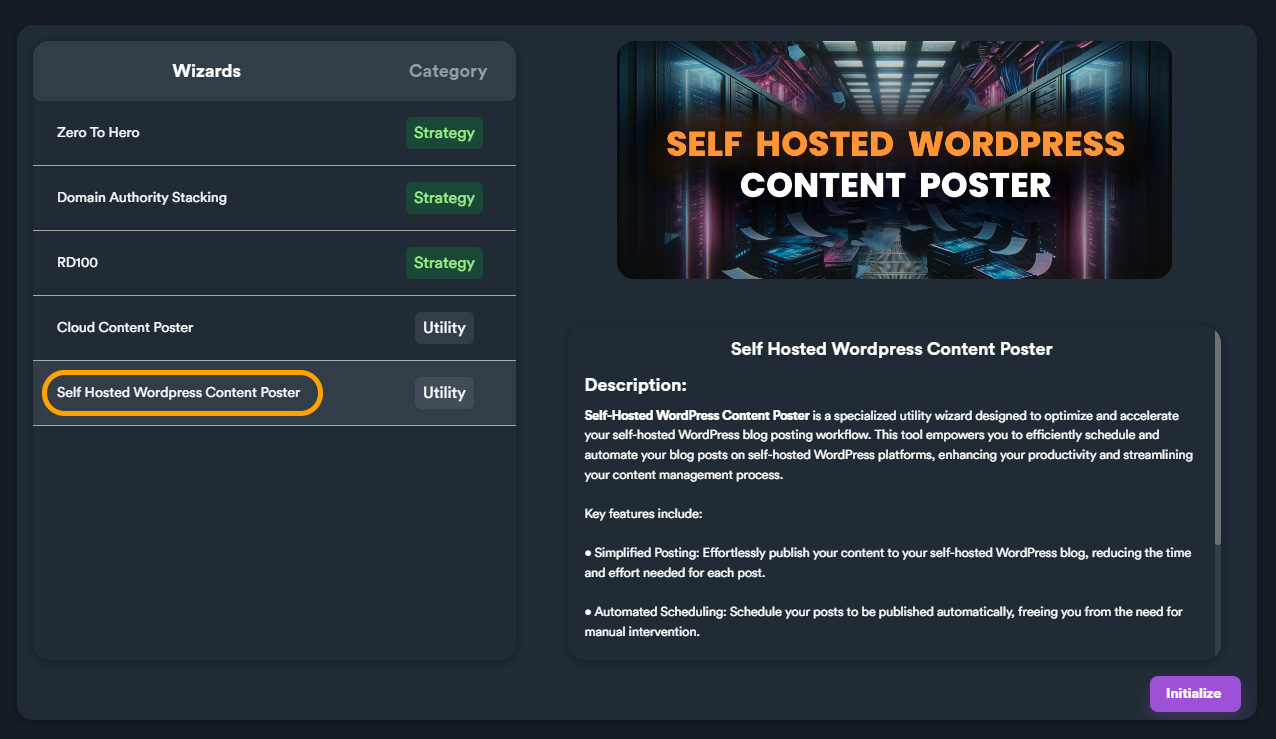 Wizards Category
Zero To Hero Strategy
Domain Authority Stacking Strategy
RD100 Strategy
Cloud Content Poster Utility
Self Hosted Wordpress Content Poster Utility
SELF HOSTED WORDPRESS
CONTENT POSTER
Self Hosted Wordpress Content Poster
Description:
Self-Hosted WordPress Content Poster is a specialized utility wizard designed to optimize and accelerate
your self-hosted WordPress blog posting workflow. This tool empowers you to efficiently schedule and
automate your blog posts on self-hosted WordPress platforms, enhancing your productivity and streamlining
your content management process.
Key features include:
● Simplified Posting: Effortlessly publish your content to your self-hosted WordPress blog, reducing the time
and effort needed for each post.
● Automated Scheduling: Schedule your posts to be published automatically, freeing you from the need for
manual intervention.
Initialize